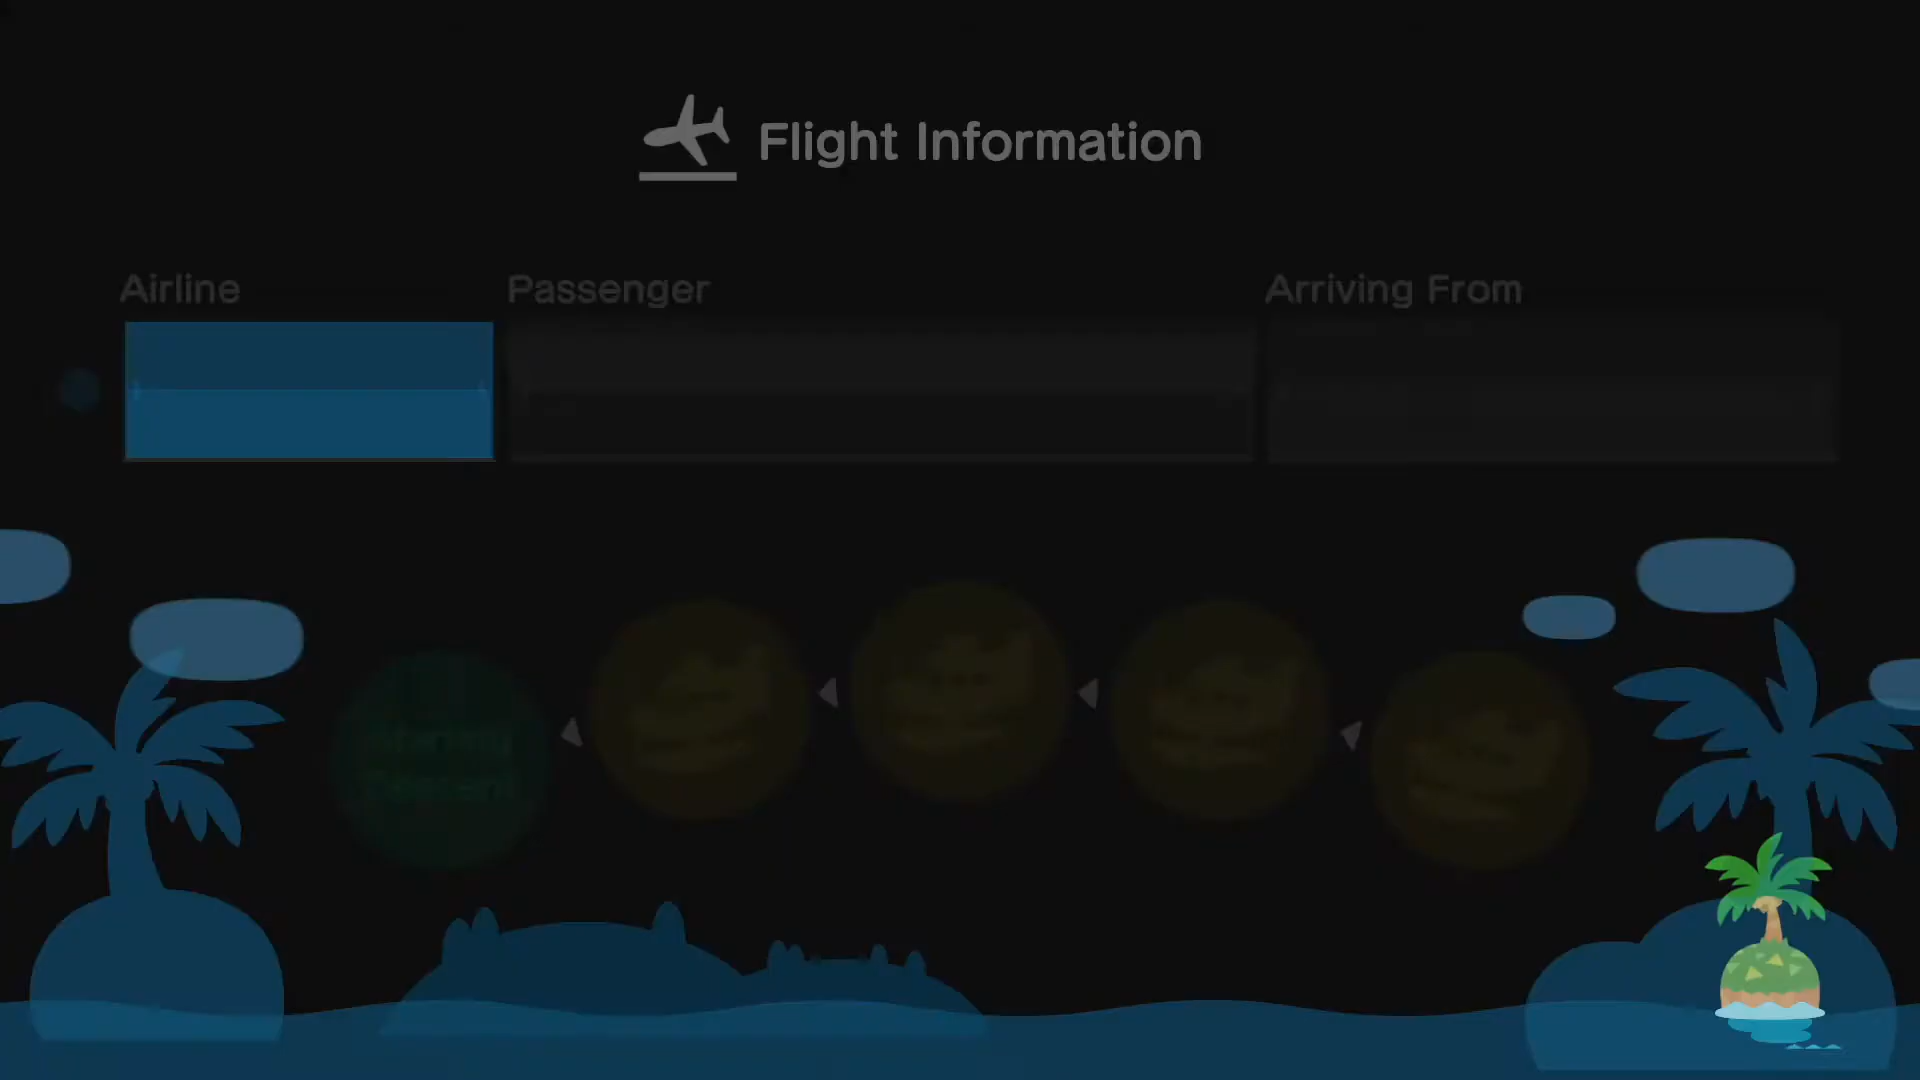 Flight Information
Airline
Passenger
Arriving From